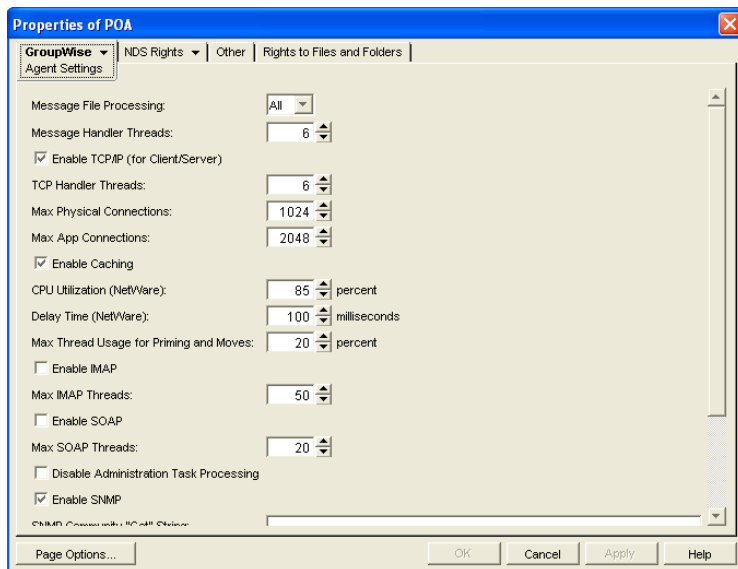 Properties of POA
GroupWise NDS Rights Other Rights to Files and Folders
Agent Settings
Message File Processing: All
Message Handler Threads: 6
Enable TCP/IP (for Client/Server)
TCP Handler Threads: 6
Max Physical Connections: 1024
Max App Connections: 2048
Enable Caching
CPU Utilization (NetWare): 85 percent
Delay Time (NetWare): 100 milliseconds
Max Thread Usage for Priming and Moves: 20 percent
Enable IMAP
Max IMAP Threads: 50
Enable SOAP
Max SOAP Threads: 20
Disable Administration Task Processing
Enable SNMP
SNMP Community "Get" String:
Page Options... OK Cancel Apply Help